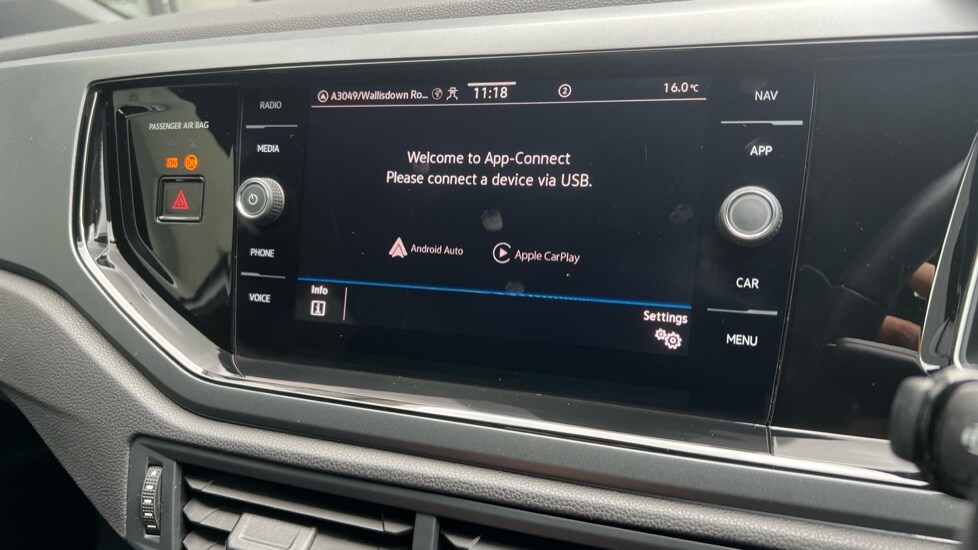 PASSENGER AIR BAG
ON
RADIO
MEDIA
PHONE
VOICE
A3049/Wallisdown Ro...
11:18
2
16.0°C
Welcome to App-Connect
Please connect a device via USB.
Android Auto
Apple CarPlay
Info
Settings
NAV
APP
CAR
MENU